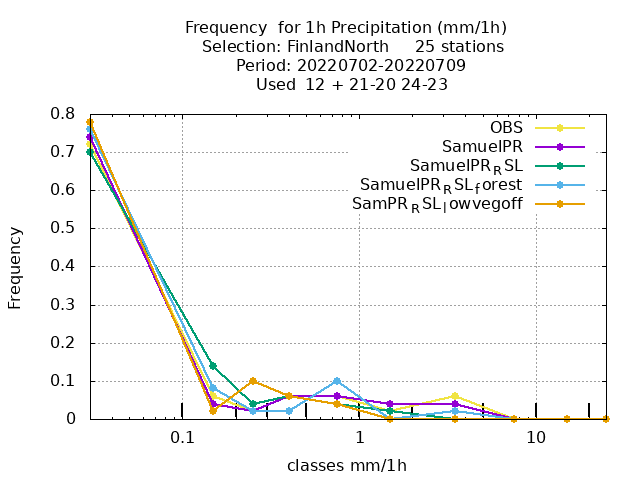 Frequency  for 1h Precipitation (mm/1h)
Selection: FinlandNorth     25 stations
Period: 20220702-20220709
Used  12 + 21-20 24-23
0.8
0.7
0.6
0.5
0.4
0.3
0.2
0.1
0
Frequency
OBS
SamuelPR
SamuelPR_RSL
SamuelPR_RSL_forest
SamPR_RSL_lowvegoff
0.1 1 10
classes mm/1h